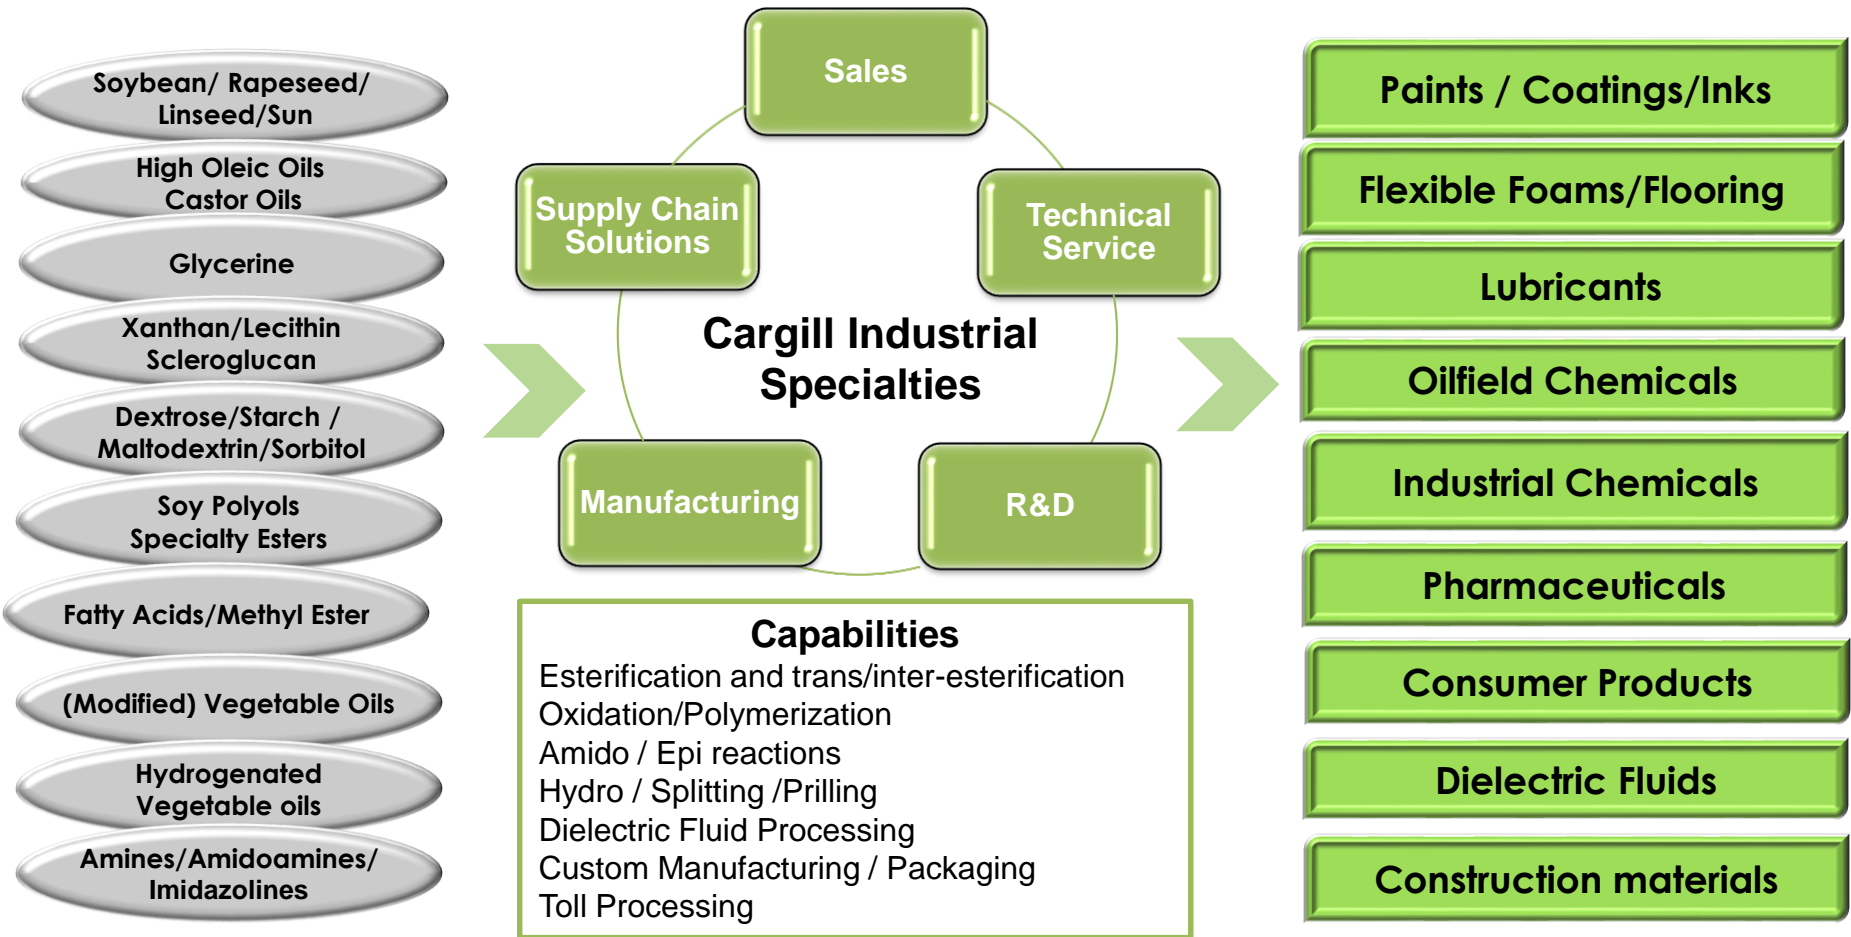 Soybean/ Rapeseed/
Linseed/Sun
High Oleic Oils
Castor Oils
Glycerine
Xanthan/Lecithin
Scleroglucan
Dextrose/Starch /
Maltodextrin/Sorbitol
Soy Polyols
Specialty Esters
Fatty Acids/Methyl Ester
(Modified) Vegetable Oils
Hydrogenated
Vegetable oils
Amines/Amidoamines/
Imidazolines
Sales
Supply Chain
Solutions
Technical
Service
Cargill Industrial
Specialties
Manufacturing
R&D
Capabilities
Esterification and trans/inter-esterification
Oxidation/Polymerization
Amido / Epi reactions
Hydro / Splitting /Prilling
Dielectric Fluid Processing
Custom Manufacturing / Packaging
Toll Processing
Paints / Coatings/Inks
Flexible Foams/Flooring
Lubricants
Oilfield Chemicals
Industrial Chemicals
Pharmaceuticals
Consumer Products
Dielectric Fluids
Construction materials